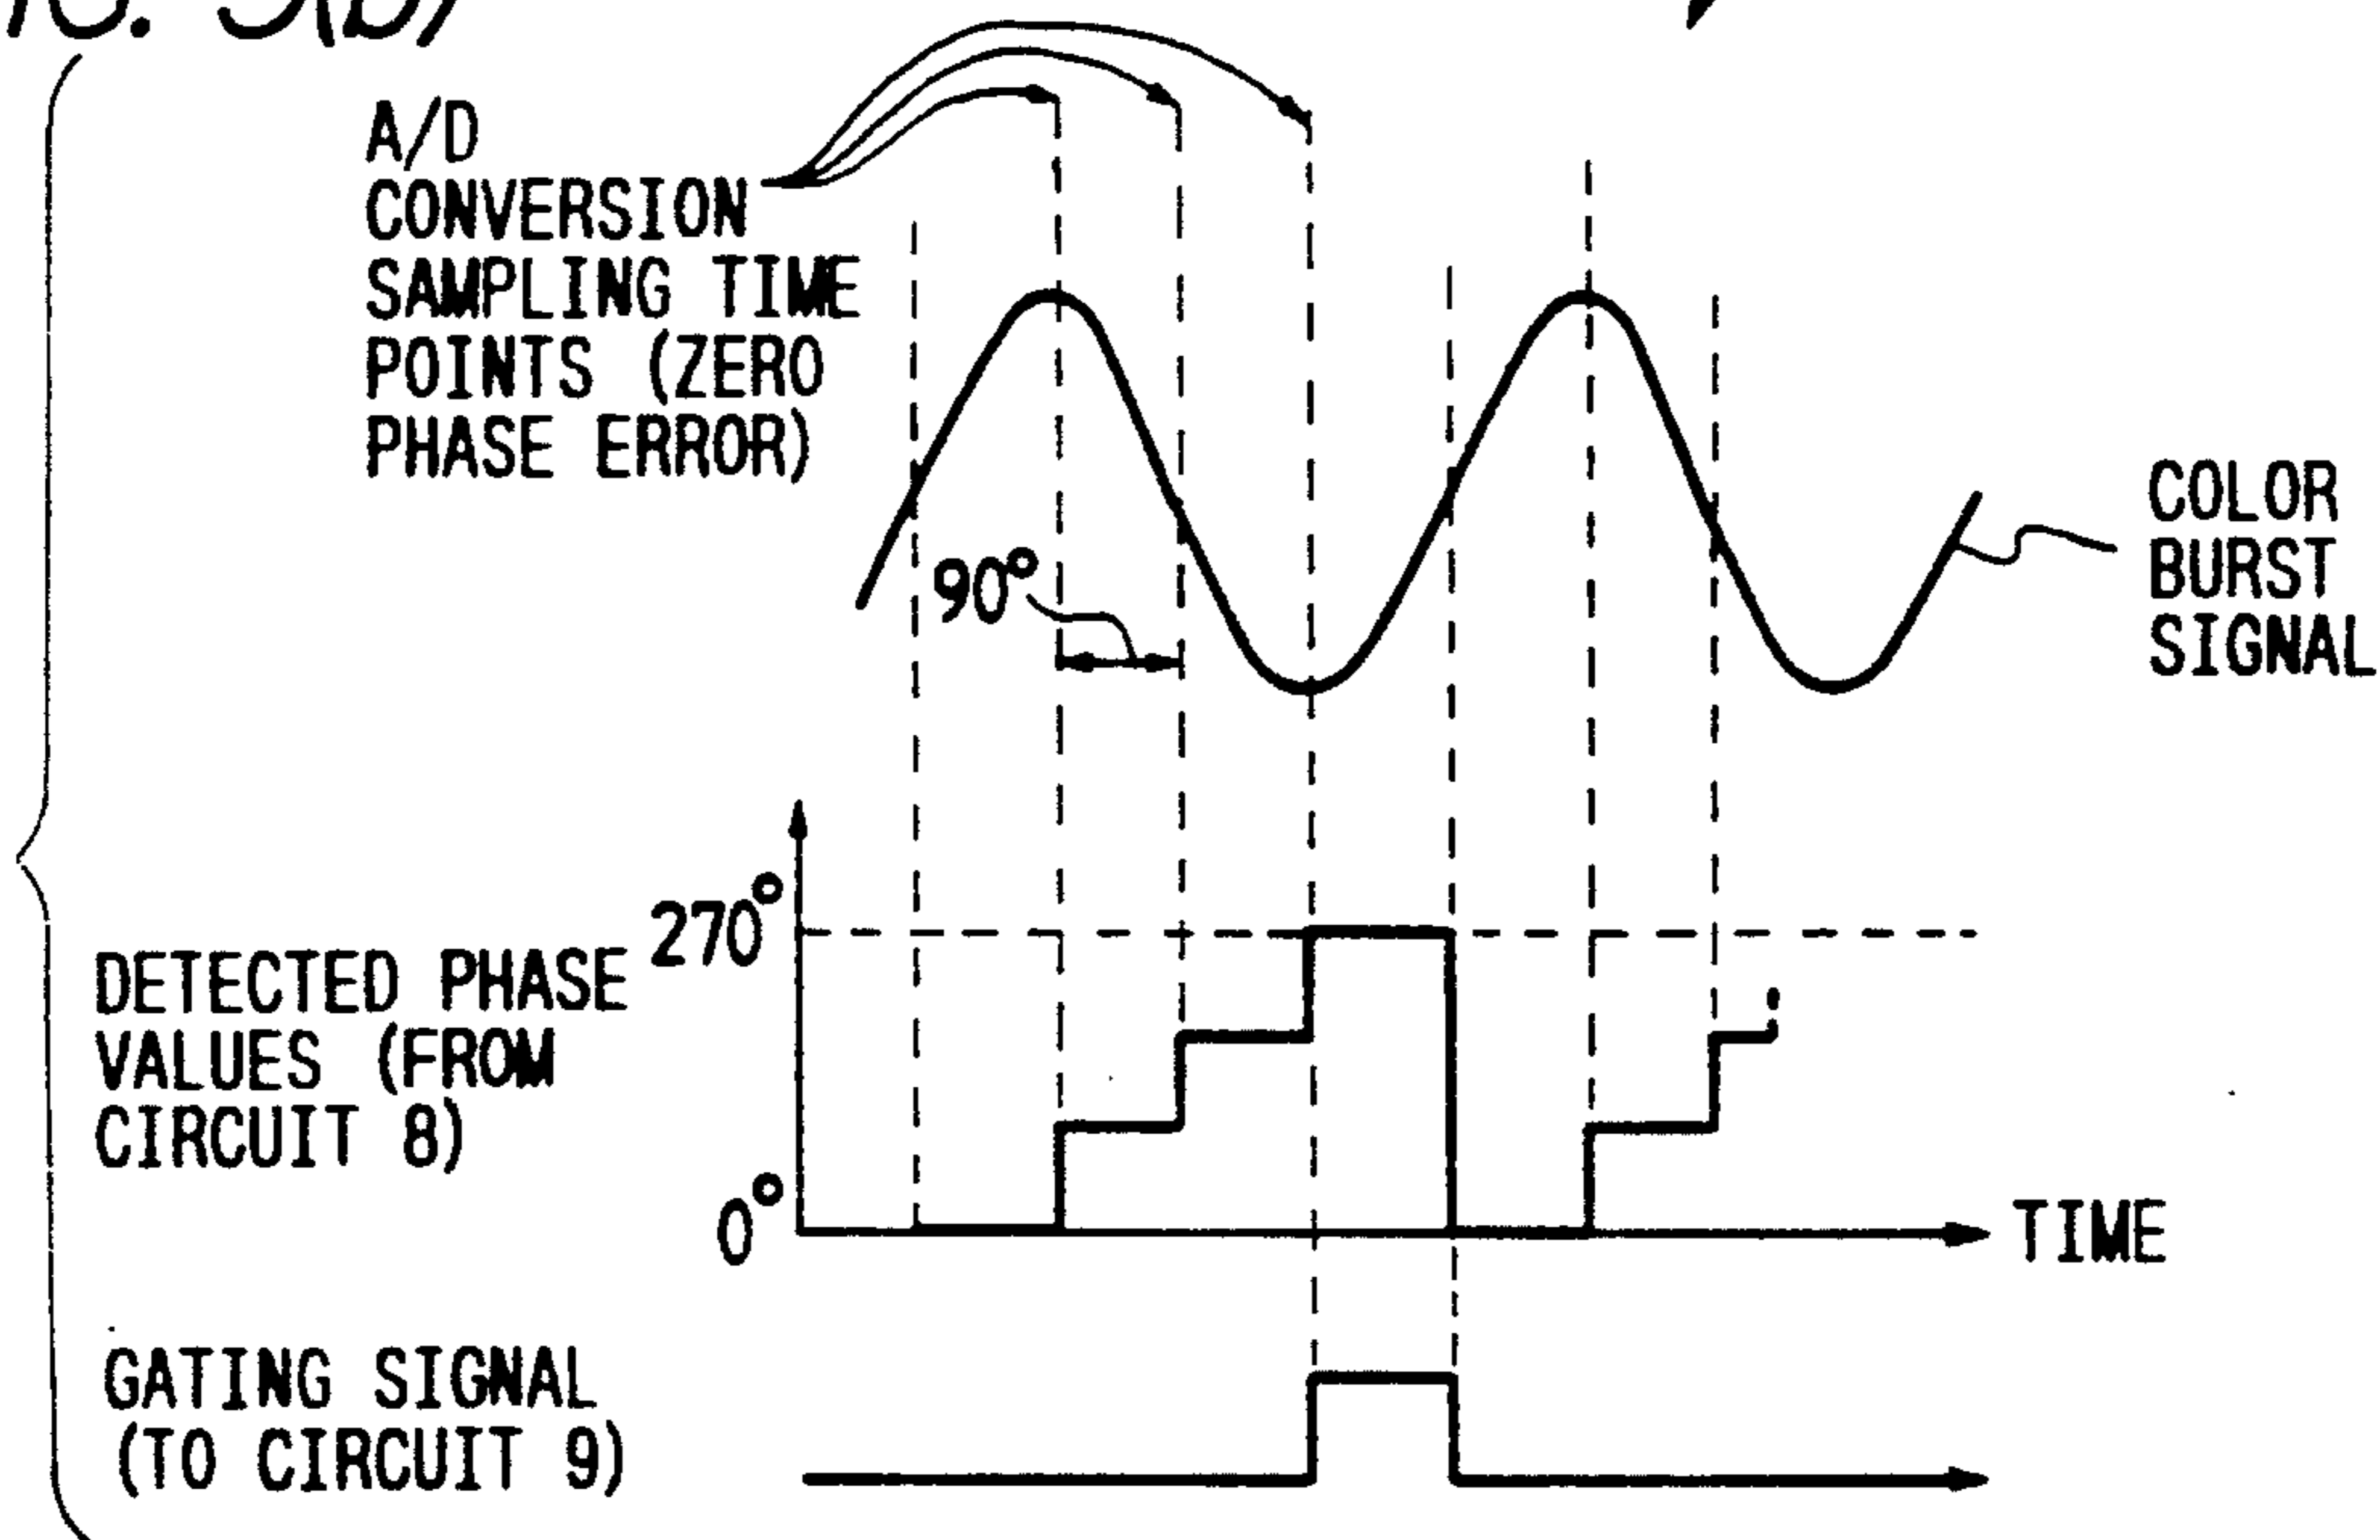 5(b)
A/D
CONVERSION
SAMPLING TIME
POINTS (ZERO
PHASE ERROR)
90°
COLOR
BURST
SIGNAL
270°
DETECTED PHASE
VALUES (FROM
CIRCUIT 8)
0°
TIME
GATING SIGNAL
(TO CIRCUIT 9)